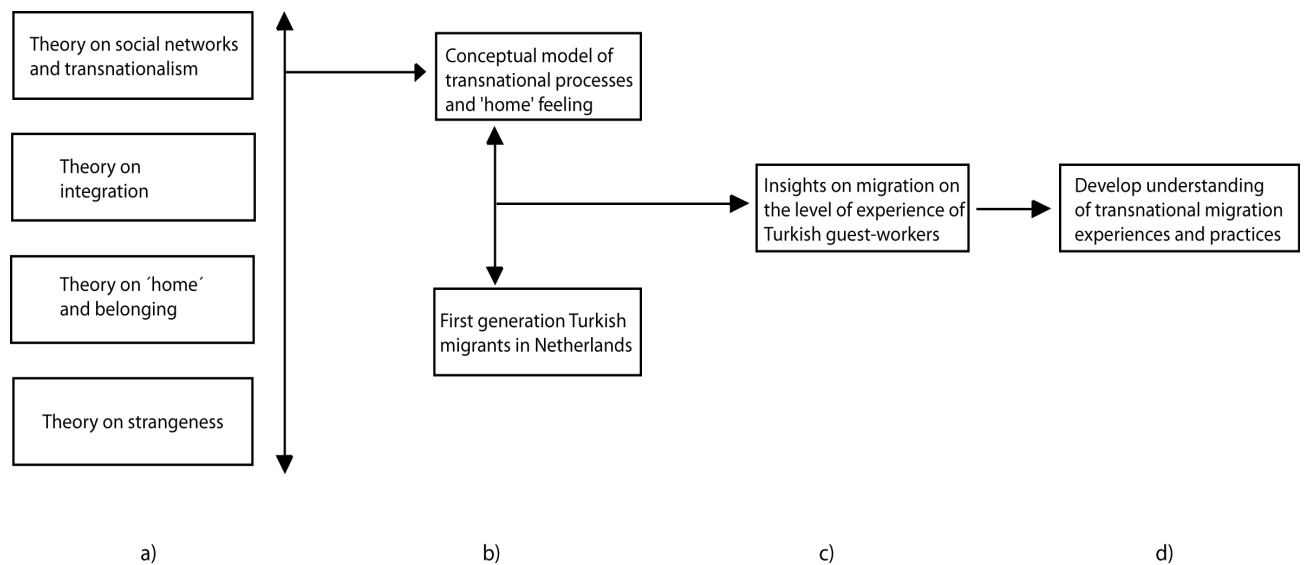 Theory on social networks
and transnationalism
Theory on
integration
Theory on ´home´
and belonging
Theory on strangeness
Conceptual model of
transnational processes
and 'home' feeling
First generation Turkish
migrants in Netherlands
Insights on migration on
the level of experience of
Turkish guest-workers
Develop understanding
of transnational migration
experiences and practices
a)
b)
c)
d)